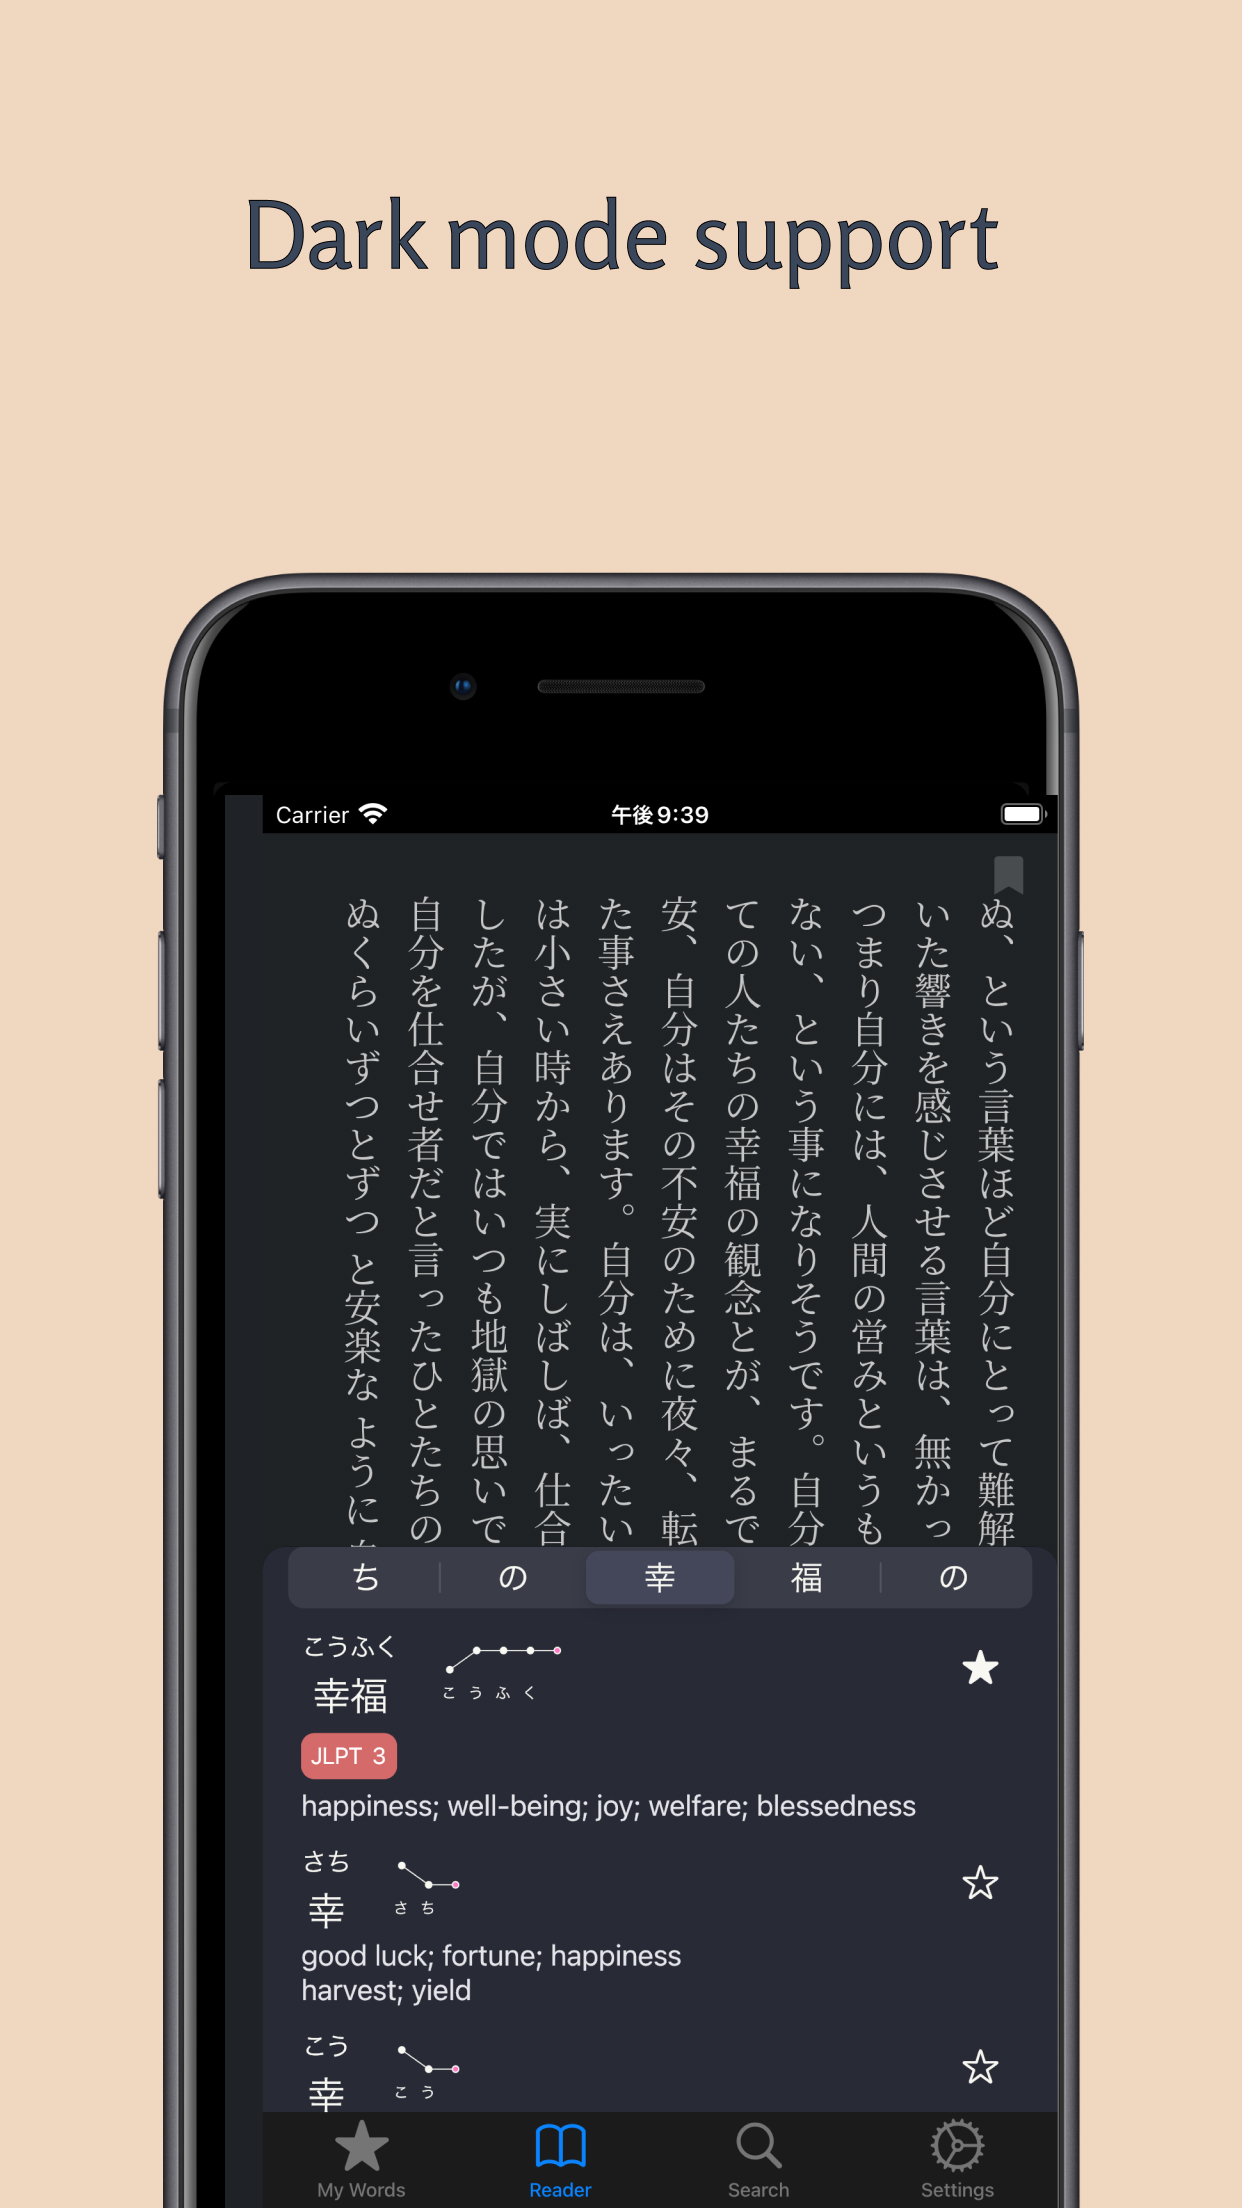 Dark mode support
Carrier 午後9:39
ぬ、という言葉ほど自分にとって難解
いた響きを感じさせる言葉は、無かっ
つまり自分には、人間の営みというも
ない、という事になりそうです。自分
ての人たちの幸福の観念とが、まるで
安、自分はその不安のために夜々、転
た事さえあります。自分は、いったい
は小さい時から、実にしばしば、仕合
したが、自分ではいつも地獄の思いで
自分を仕合せ者だと言ったひとたちの
ぬくらいずつとずつと安楽なように
ち の 幸 福 の
こうふく
幸福
こ う ふ く
JLPT 3
happiness; well-being; joy; welfare; blessedness
さち
幸
さ ち
good luck; fortune; happiness
harvest; yield
こう
幸
こ う
My Words Reader Search Settings